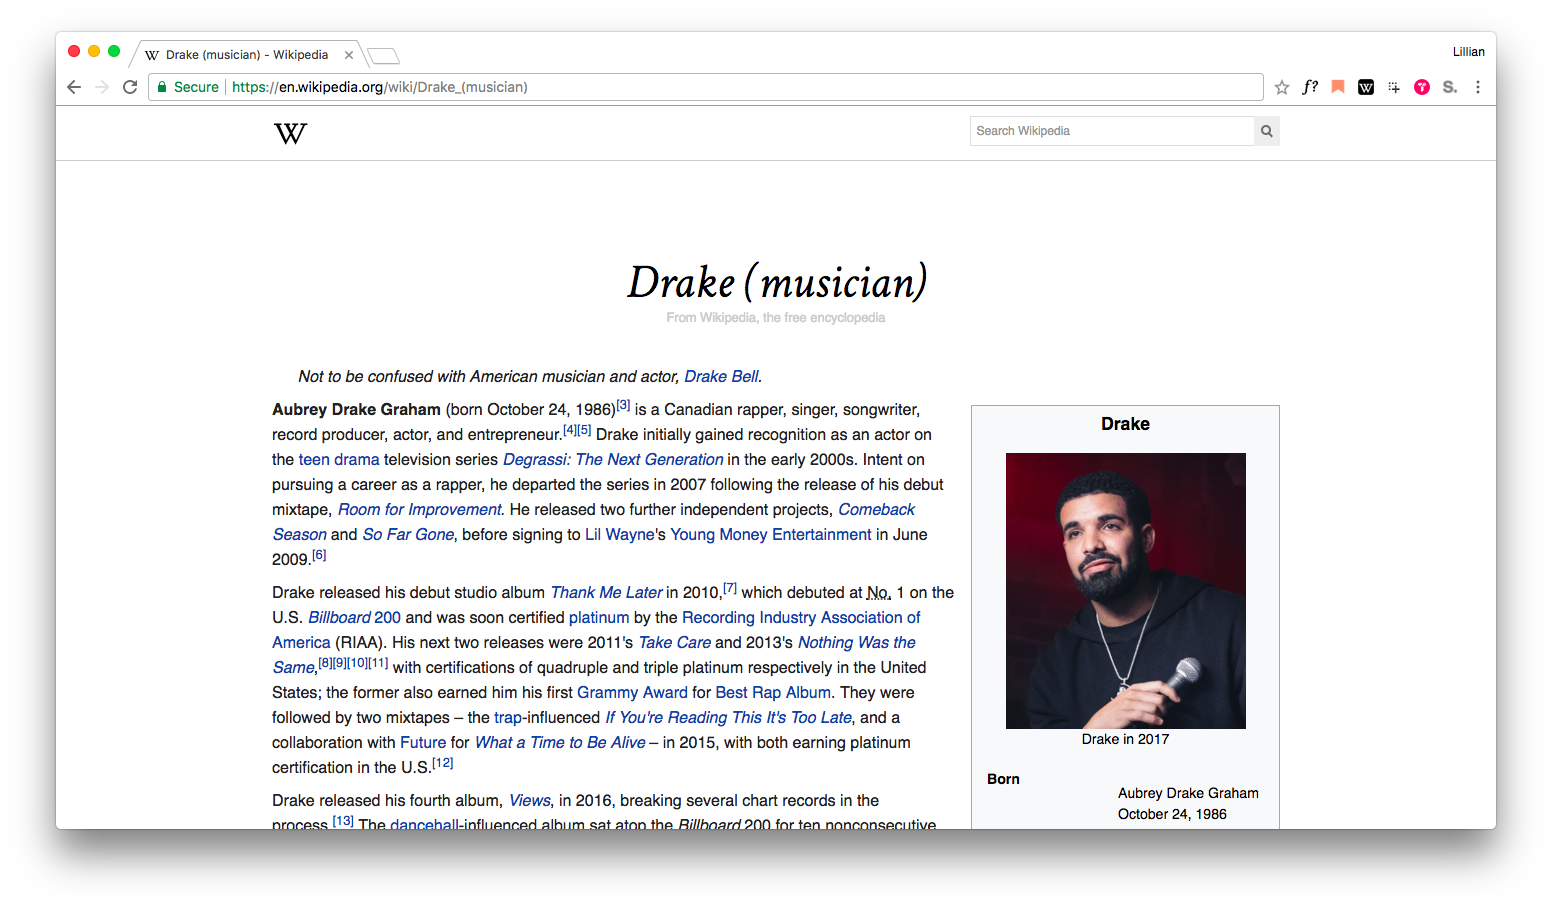 Drake (musician) - Wikipedia
Lillian
Secure
https://en.wikipedia.org/wiki/Drake_(musician)
f?
W
S.
W
Search Wikipedia
Drake (musician)
From Wikipedia, the free encyclopedia
Not to be confused with American musician and actor, Drake Bell.
Aubrey Drake Graham (born October 24, 1986)[3] is a Canadian rapper, singer, songwriter,
record producer, actor, and entrepreneur.[4][5] Drake initially gained recognition as an actor on
the teen drama television series Degrassi: The Next Generation in the early 2000s. Intent on
pursuing a career as a rapper, he departed the series in 2007 following the release of his debut
mixtape, Room for Improvement. He released two further independent projects, Comeback
Season and So Far Gone, before signing to Lil Wayne's Young Money Entertainment in June
2009.[6]
Drake released his debut studio album Thank Me Later in 2010,[7] which debuted at No. 1 on the
U.S. Billboard 200 and was soon certified platinum by the Recording Industry Association of
America (RIAA). His next two releases were 2011's Take Care and 2013's Nothing Was the
Same,[8][9][10][11] with certifications of quadruple and triple platinum respectively in the United
States; the former also earned him his first Grammy Award for Best Rap Album. They were
followed by two mixtapes – the trap-influenced If You're Reading This It's Too Late, and a
collaboration with Future for What a Time to Be Alive – in 2015, with both earning platinum
certification in the U.S.[12]
Drake released his fourth album, Views, in 2016, breaking several chart records in the
process.[13] The dancehall-influenced album sat atop the Billboard 200 for ten nonconsecutive
Drake
Drake in 2017
Born
Aubrey Drake Graham
October 24, 1986